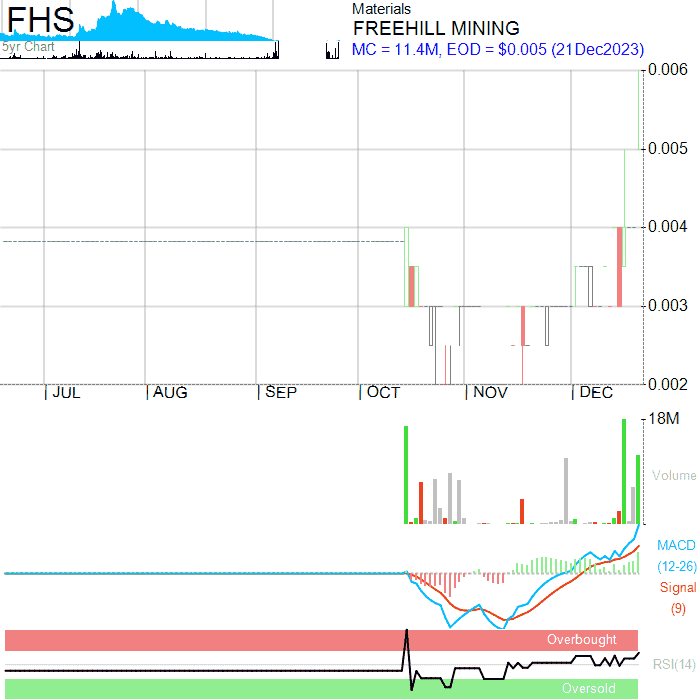 FHS
5yr Chart
Materials
FREEHILL MINING
MC = 11.4M, EOD = $0.005 (21Dec2023)
0.006
0.005
0.004
0.003
0.002
JUL AUG SEP OCT NOV DEC
18M
Volume
MACD
(12-26)
Signal
(9)
Overbought
RSI(14)
Oversold